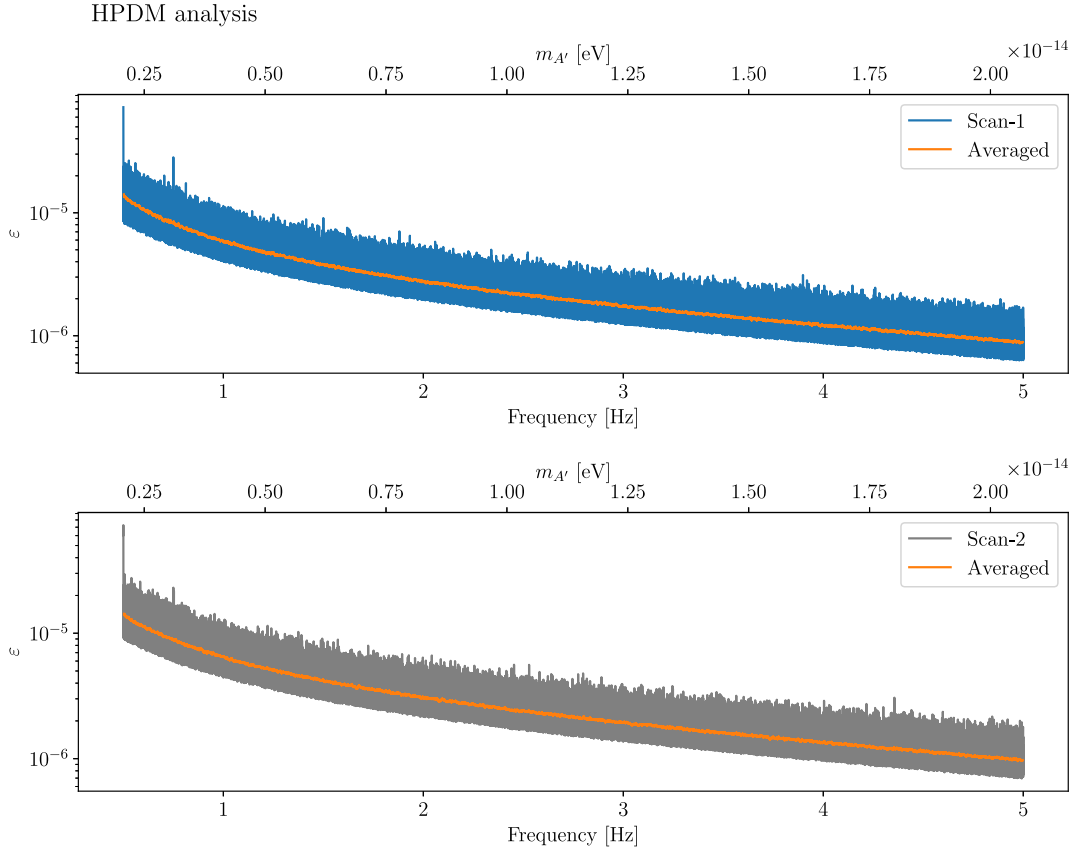 HPDM analysis
m_{A'} [eV]
×10^{-14}
0.25 0.50 0.75 1.00 1.25 1.50 1.75 2.00
Scan-1
Averaged
ε
10^{-5}
10^{-6}
1 2 3 4 5
Frequency [Hz]
m_{A'} [eV]
×10^{-14}
0.25 0.50 0.75 1.00 1.25 1.50 1.75 2.00
Scan-2
Averaged
ε
10^{-5}
10^{-6}
1 2 3 4 5
Frequency [Hz]